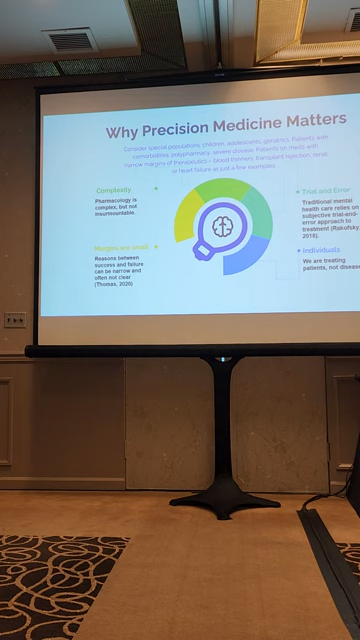 Why Precision Medicine Matters
Consider special populations, children, adolescents, geriatrics. Patients with
comorbidities, polypharmacy, severe disease. Patients on meds with
narrow margins of therapeutics – blood thinners, transplant rejection, renal
or heart failure as just a few examples
Complexity
Pharmacology is
complex, but not
insurmountable.
Margins are small
Reasons between
success and failure
can be narrow and
often not clear
(Thomas, 2020)
Trial and Error
Traditional mental
health care relies on
subjective trial-and-
error approach to
treatment (Rakofsky,
2016).
Individuals
We are treating
patients, not disease